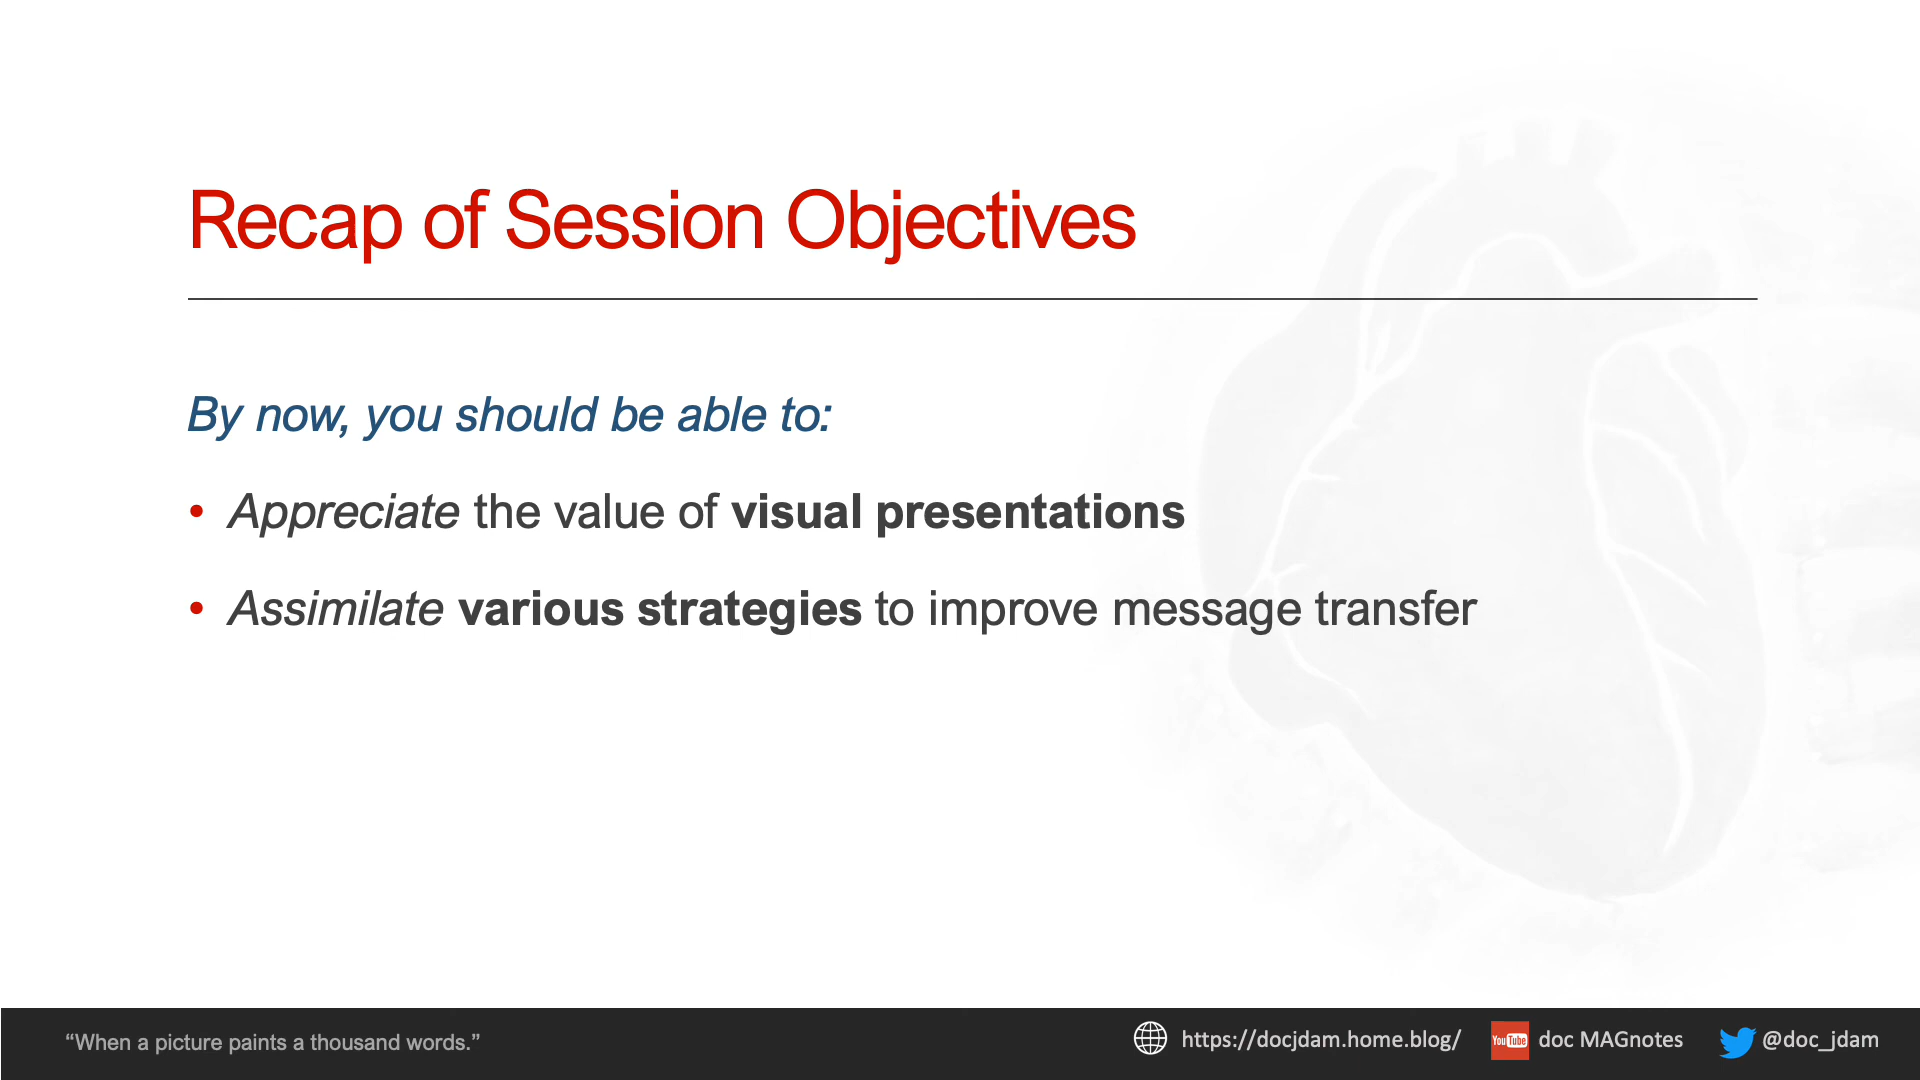 Recap of Session Objectives
By now, you should be able to:
• Appreciate the value of visual presentations
• Assimilate various strategies to improve message transfer
“When a picture paints a thousand words.”
https://docjdam.home.blog/
YouTube
doc MAGnotes
@doc_jdam